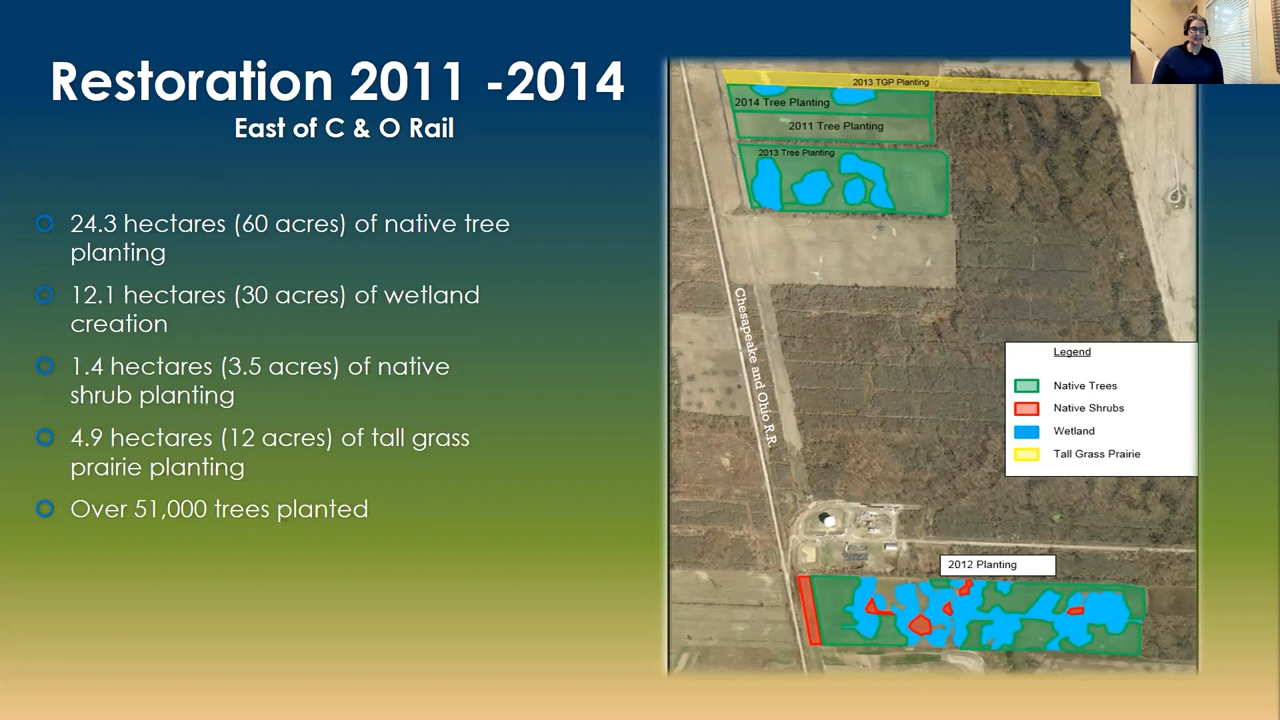 Restoration 2011 -2014
East of C & O Rail
24.3 hectares (60 acres) of native tree
planting
12.1 hectares (30 acres) of wetland
creation
1.4 hectares (3.5 acres) of native
shrub planting
4.9 hectares (12 acres) of tall grass
prairie planting
Over 51,000 trees planted
2013 TGP Planting
2014 Tree Planting
2011 Tree Planting
2013 Tree Planting
Chesapeake and Ohio R.R.
Legend
Native Trees
Native Shrubs
Wetland
Tall Grass Prairie
2012 Planting